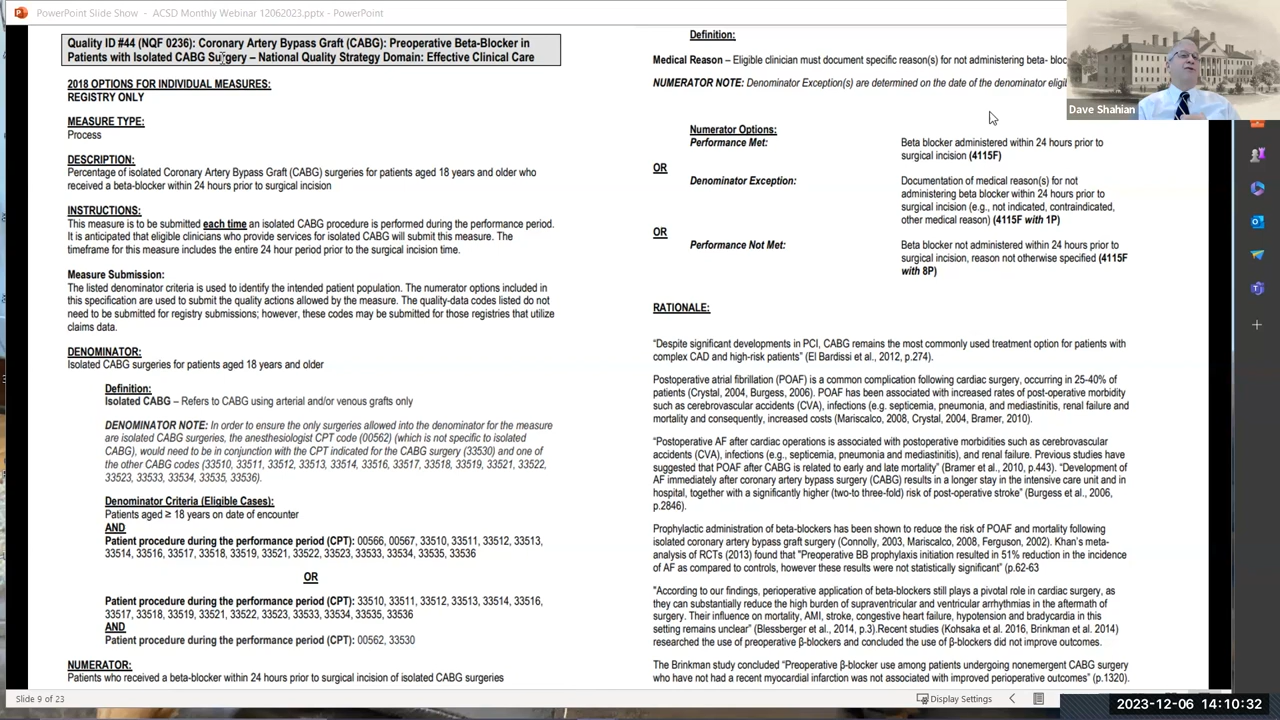 PowerPoint Slide Show - ACSD Monthly Webinar 12062023.pptx - PowerPoint
Quality ID #44 (NQF 0236): Coronary Artery Bypass Graft (CABG): Preoperative Beta-Blocker in
Patients with Isolated CABG Surgery – National Quality Strategy Domain: Effective Clinical Care
2018 OPTIONS FOR INDIVIDUAL MEASURES:
REGISTRY ONLY
MEASURE TYPE:
Process
DESCRIPTION:
Percentage of isolated Coronary Artery Bypass Graft (CABG) surgeries for patients aged 18 years and older who
received a beta-blocker within 24 hours prior to surgical incision
INSTRUCTIONS:
This measure is to be submitted each time an isolated CABG procedure is performed during the performance period.
It is anticipated that eligible clinicians who provide services for isolated CABG will submit this measure. The
timeframe for this measure includes the entire 24 hour period prior to the surgical incision time.
Measure Submission:
The listed denominator criteria is used to identify the intended patient population. The numerator options included in
this specification are used to submit the quality actions allowed by the measure. The quality-data codes listed do not
need to be submitted for registry submissions; however, these codes may be submitted for those registries that utilize
claims data.
DENOMINATOR:
Isolated CABG surgeries for patients aged 18 years and older
Definition:
Isolated CABG – Refers to CABG using arterial and/or venous grafts only
DENOMINATOR NOTE: In order to ensure the only surgeries allowed into the denominator for the measure
are isolated CABG surgeries, the anesthesiologist CPT code (00562) (which is not specific to isolated
CABG), would need to be in conjunction with the CPT indicated for the CABG surgery (33530) and one of
the other CABG codes (33510, 33511, 33512, 33513, 33514, 33516, 33517, 33518, 33519, 33521, 33522,
33523, 33533, 33534, 33535, 33536).
Denominator Criteria (Eligible Cases):
Patients aged ≥ 18 years on date of encounter
AND
Patient procedure during the performance period (CPT): 00566, 00567, 33510, 33511, 33512, 33513,
33514, 33516, 33517, 33518, 33519, 33521, 33522, 33523, 33533, 33534, 33535, 33536
OR
Patient procedure during the performance period (CPT): 33510, 33511, 33512, 33513, 33514, 33516,
33517, 33518, 33519, 33521, 33522, 33523, 33533, 33534, 33535, 33536
AND
Patient procedure during the performance period (CPT): 00562, 33530
NUMERATOR:
Patients who received a beta-blocker within 24 hours prior to surgical incision of isolated CABG surgeries
Definition:
Medical Reason – Eligible clinician must document specific reason(s) for not administering beta- bloc
NUMERATOR NOTE: Denominator Exception(s) are determined on the date of the denominator eligi
Dave Shahian
Numerator Options:
Performance Met: Beta blocker administered within 24 hours prior to
surgical incision (4115F)
OR
Denominator Exception: Documentation of medical reason(s) for not
administering beta blocker within 24 hours prior to
surgical incision (e.g., not indicated, contraindicated,
other medical reason) (4115F with 1P)
OR
Performance Not Met: Beta blocker not administered within 24 hours prior to
surgical incision, reason not otherwise specified (4115F
with 8P)
RATIONALE:
“Despite significant developments in PCI, CABG remains the most commonly used treatment option for patients with
complex CAD and high-risk patients” (El Bardissi et al., 2012, p.274).
Postoperative atrial fibrillation (POAF) is a common complication following cardiac surgery, occurring in 25-40% of
patients (Crystal, 2004, Burgess, 2006). POAF has been associated with increased rates of post-operative morbidity
such as cerebrovascular accidents (CVA), infections (e.g. septicemia, pneumonia, and mediastinitis, renal failure and
mortality and consequently, increased costs (Mariscalco, 2008, Crystal, 2004, Bramer, 2010).
“Postoperative AF after cardiac operations is associated with postoperative morbidities such as cerebrovascular
accidents (CVA), infections (e.g., septicemia, pneumonia and mediastinitis), and renal failure. Previous studies have
suggested that POAF after CABG is related to early and late mortality” (Bramer et al., 2010, p.443). “Development of
AF immediately after coronary artery bypass surgery (CABG) results in a longer stay in the intensive care unit and in
hospital, together with a significantly higher (two-to three-fold) risk of post-operative stroke” (Burgess et al., 2006,
p.2846).
Prophylactic administration of beta-blockers has been shown to reduce the risk of POAF and mortality following
isolated coronary artery bypass graft surgery (Connolly, 2003, Mariscalco, 2008, Ferguson, 2002). Khan’s meta-
analysis of RCTs (2013) found that "Preoperative BB prophylaxis initiation resulted in 51% reduction in the incidence
of AF as compared to controls, however these results were not statistically significant” (p.62-63
"According to our findings, perioperative application of beta-blockers still plays a pivotal role in cardiac surgery, as
they can substantially reduce the high burden of supraventricular and ventricular arrhythmias in the aftermath of
surgery. Their influence on mortality, AMI, stroke, congestive heart failure, hypotension and bradycardia in this
setting remains unclear” (Blessberger et al., 2014, p.3).Recent studies (Kohsaka et al. 2016, Brinkman et al. 2014)
researched the use of preoperative β-blockers and concluded the use of β-blockers did not improve outcomes.
The Brinkman study concluded “Preoperative β-blocker use among patients undergoing nonemergent CABG surgery
who have not had a recent myocardial infarction was not associated with improved perioperative outcomes” (p.1320).
Slide 9 of 23
Display Settings
2023-12-06 14:10:32